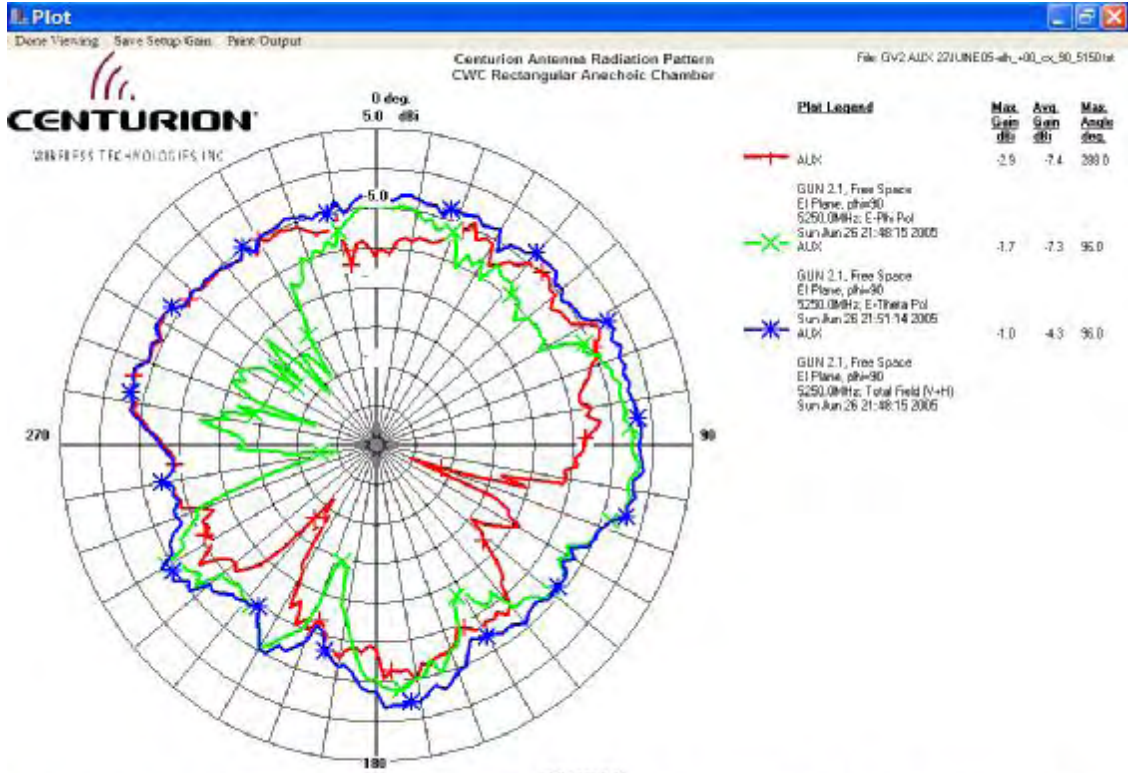 Plot
Done Viewing Save Setup/Gain Print Output
Centurion Antenna Radiation Pattern
CWC Rectangular Anechoic Chamber
CENTURION
WIRELESS TECHNOLOGIES INC
0 deg.
5.0 dBi
-5.0
270
90
180
Plot Legend Max. Gain dBi Avg. Gain dBi Max. Angle deg.
AUX -2.9 -7.4 288.0
GUN 2.1, Free Space
El Plane, phi=90
5250.0MHz; E-Phi Pol
Sun Jun 26 21:48:15 2005
AUX -1.7 -7.3 96.0
GUN 2.1, Free Space
El Plane, phi=90
5250.0MHz; E-Theta Pol
Sun Jun 26 21:51:14 2005
AUX -1.0 -4.3 96.0
GUN 2.1, Free Space
El Plane, phi=90
5250.0MHz; Total Field (V+H)
Sun Jun 26 21:48:15 2005